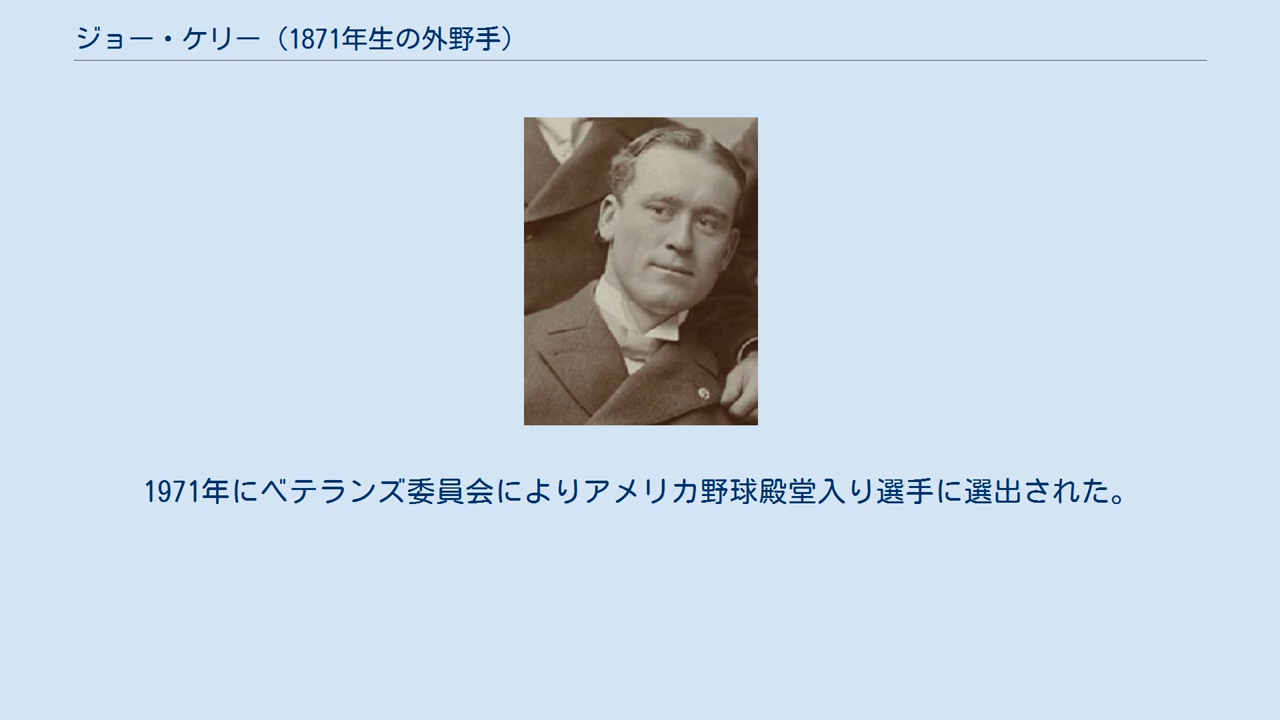 ジョー・ケリー（1871年生の外野手）
1971年にベテランズ委員会によりアメリカ野球殿堂入り選手に選出された。